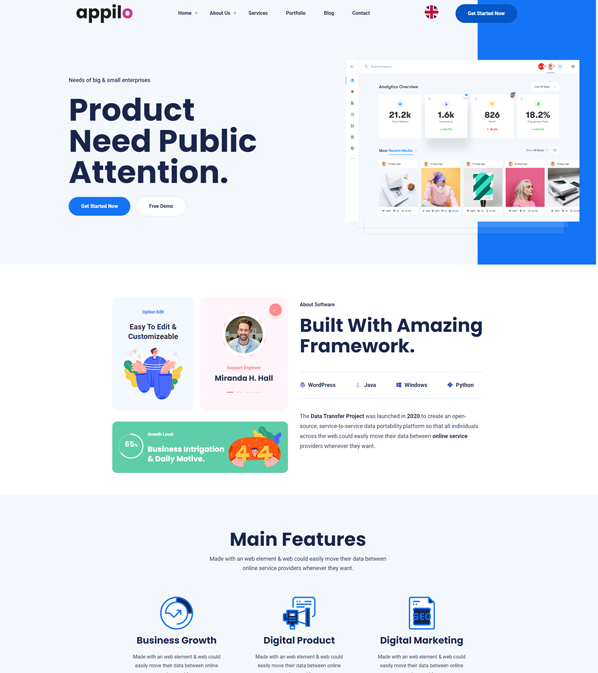 appilo
Home
About Us
Services
Portfolio
Blog
Contact
Get Started Now
Needs of big & small enterprises
Product
Need Public
Attention.
Get Started Now
Free Demo
Analytics Overview
21.2k
1.6k
826
18.2%
Most Recent Media
Option Edit
Easy To Edit &
Customizeable
Support Engineer
Miranda H. Hall
65%
Growth Level
Business Intrigation
& Daily Motive.
404
About Software
Built With Amazing
Framework.
WordPress
Java
Windows
Python
The Data Transfer Project was launched in 2020 to create an open-
source, service-to-service data portability platform so that all individuals
across the web could easily move their data between online service
providers whenever they want.
Main Features
Made with an web element & web could easily move their data between
online service providers whenever they want.
Business Growth
Made with an web element & web could
easily move their data between online
Digital Product
Made with an web element & web could
easily move their data between online
SEO
Digital Marketing
Made with an web element & web could
easily move their data between online